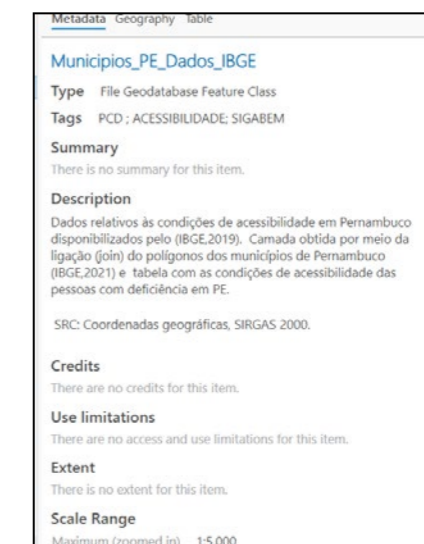 Metadata Geography Table
Municipios_PE_Dados_IBGE
Type File Geodatabase Feature Class
Tags PCD ; ACESSIBILIDADE; SIGABEM
Summary
There is no summary for this item.
Description
Dados relativos às condições de acessibilidade em Pernambuco
disponibilizados pelo (IBGE,2019). Camada obtida por meio da
ligação (join) do polígonos dos municípios de Pernambuco
(IBGE,2021) e tabela com as condições de acessibilidade das
pessoas com deficiência em PE.
SRC: Coordenadas geográficas, SIRGAS 2000.
Credits
There are no credits for this item.
Use limitations
There are no access and use limitations for this item.
Extent
There is no extent for this item.
Scale Range
Maximum (zoomed in) 1:5,000